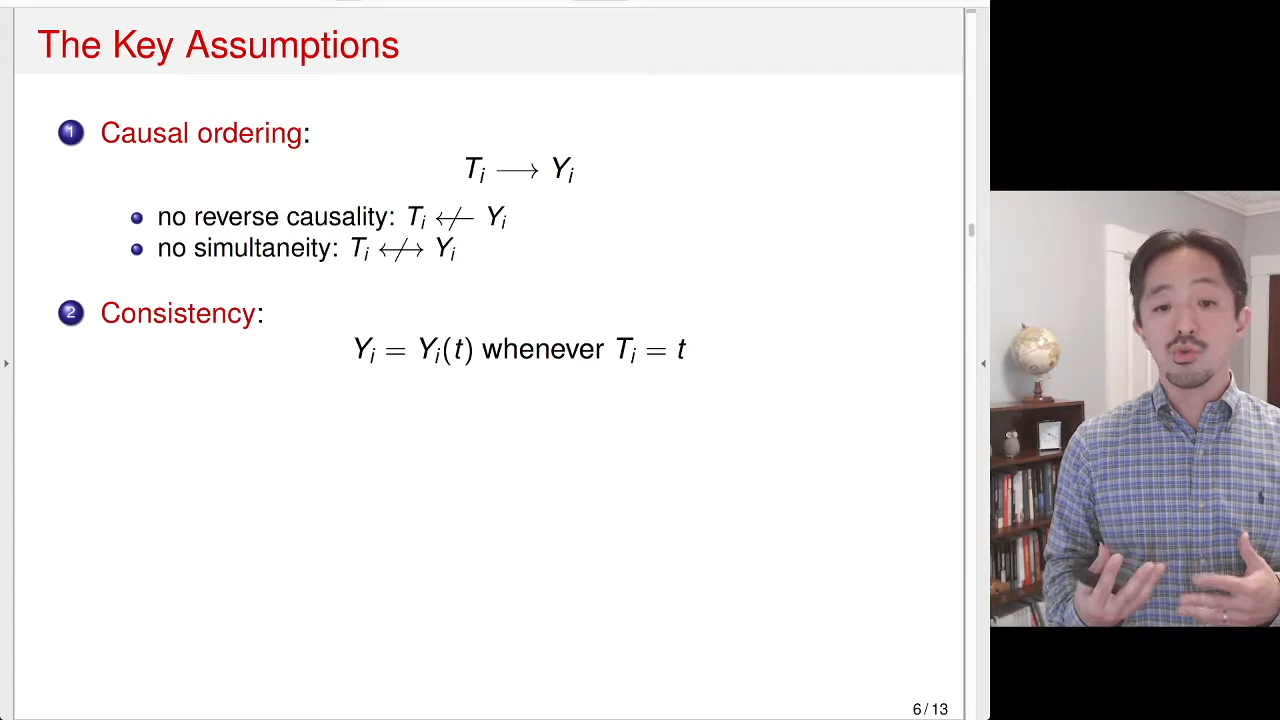 The Key Assumptions
1 Causal ordering:
Tᵢ ⟶ Yᵢ
no reverse causality: Tᵢ ↚ Yᵢ
no simultaneity: Tᵢ ↮ Yᵢ
2 Consistency:
Yᵢ = Yᵢ(t) whenever Tᵢ = t
6 / 13